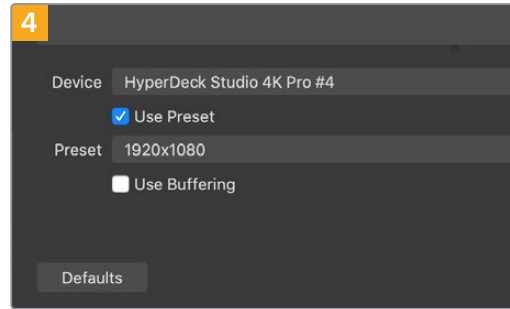 4
Device HyperDeck Studio 4K Pro #4
Use Preset
Preset 1920x1080
Use Buffering
Defaults